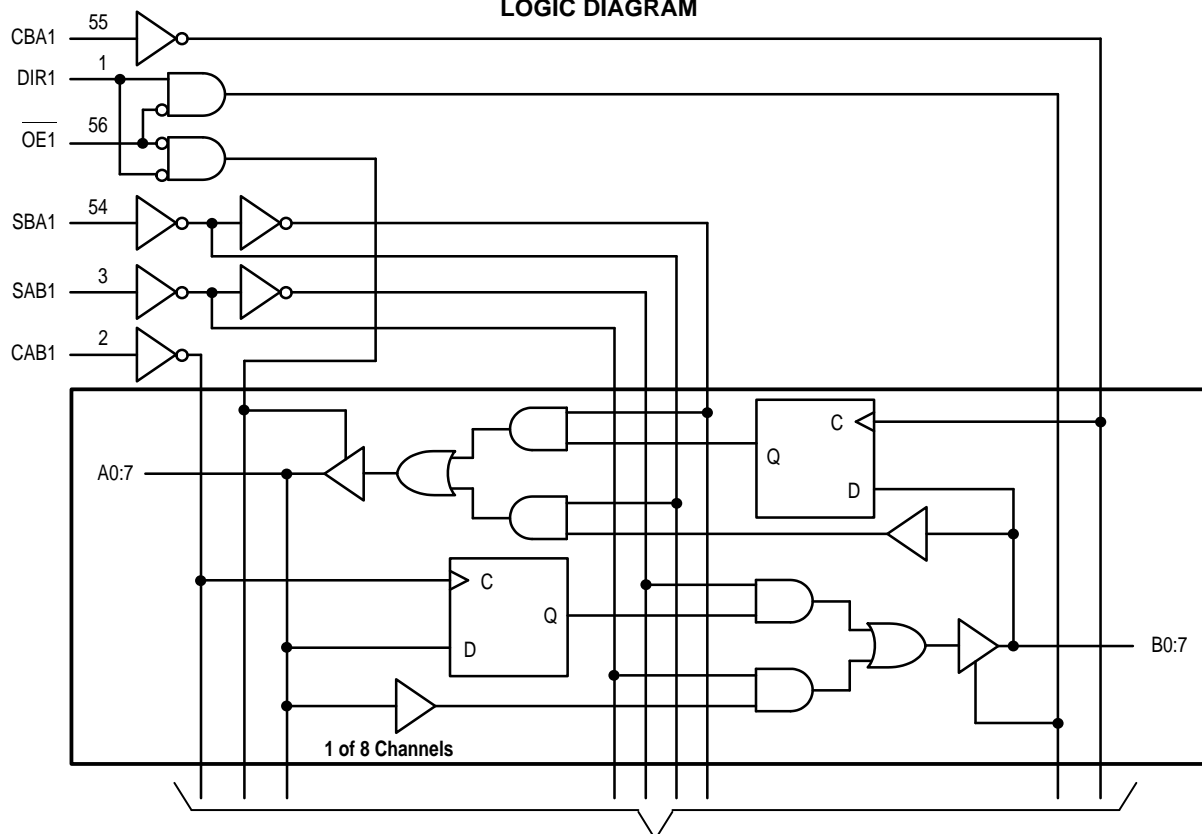 LOGIC DIAGRAM
CBA1
55
DIR1
1
OE1
56
SBA1
54
SAB1
3
CAB1
2
C
Q
D
A0:7
C
Q
D
B0:7
1 of 8 Channels